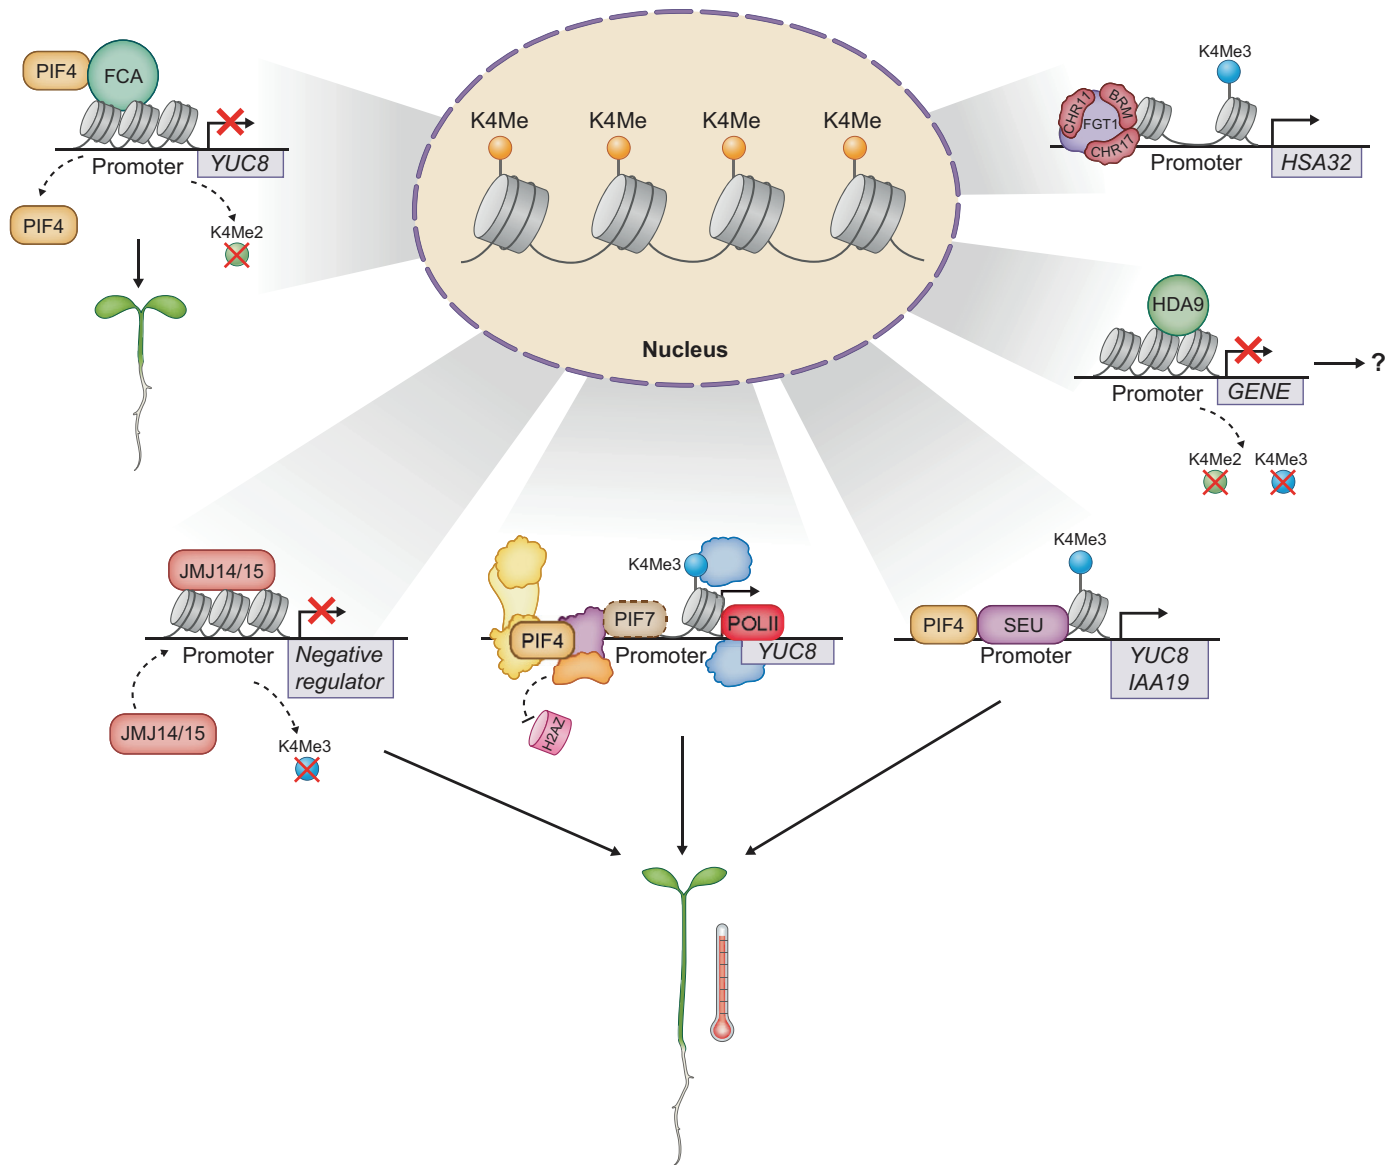 PIF4
FCA
Promoter
YUC8
PIF4
K4Me2
K4Me
K4Me
K4Me
K4Me
Nucleus
K4Me3
CHR11
BRM
FGT1
CHR17
Promoter
HSA32
HDA9
Promoter
GENE
?
K4Me2
K4Me3
JMJ14/15
Promoter
Negative
regulator
JMJ14/15
K4Me3
K4Me3
PIF4
PIF7
Promoter
POLII
YUC8
H2AZ
K4Me3
PIF4
SEU
Promoter
YUC8
IAA19